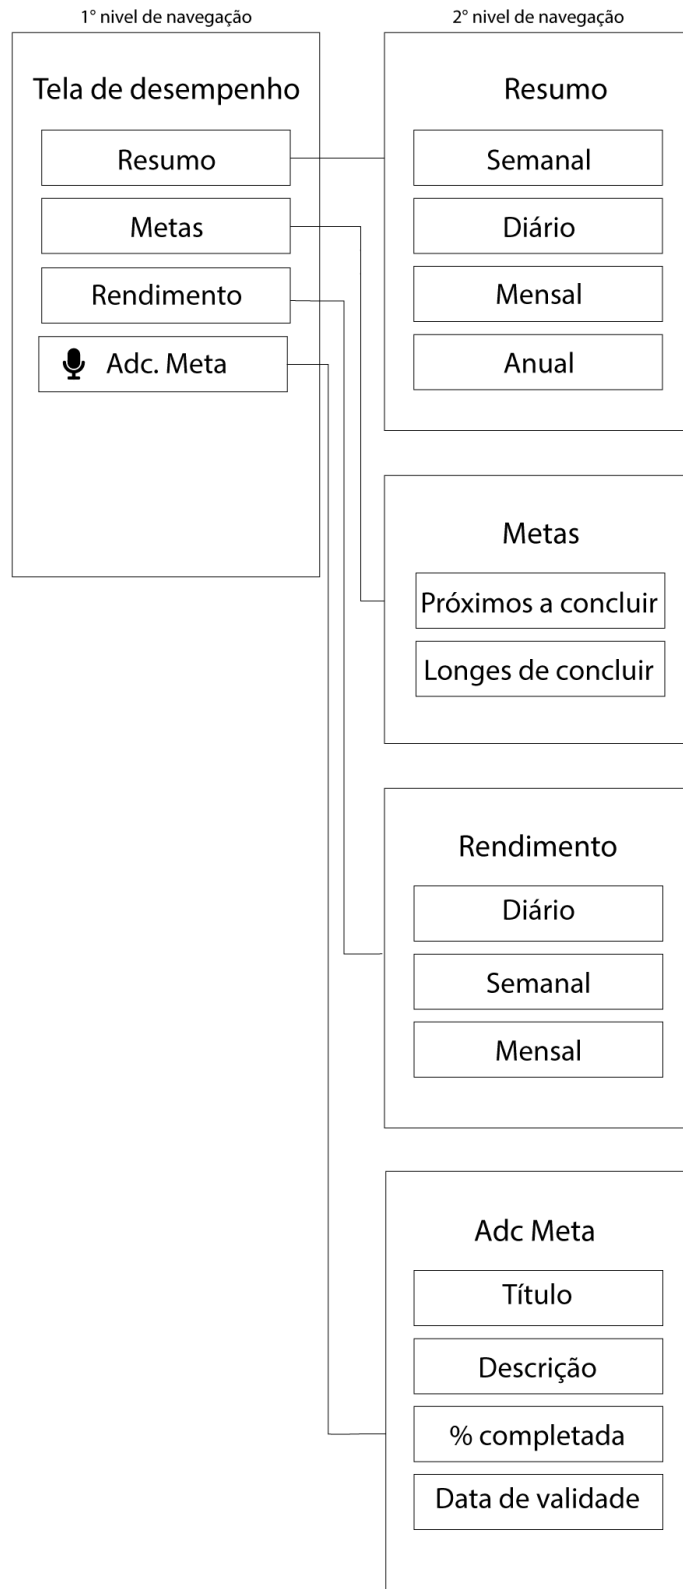 1° nivel de navegação
Tela de desempenho
Resumo
Metas
Rendimento
Adc. Meta
2° nivel de navegação
Resumo
Semanal
Diário
Mensal
Anual
Metas
Próximos a concluir
Longes de concluir
Rendimento
Diário
Semanal
Mensal
Adc Meta
Título
Descrição
% completada
Data de validade